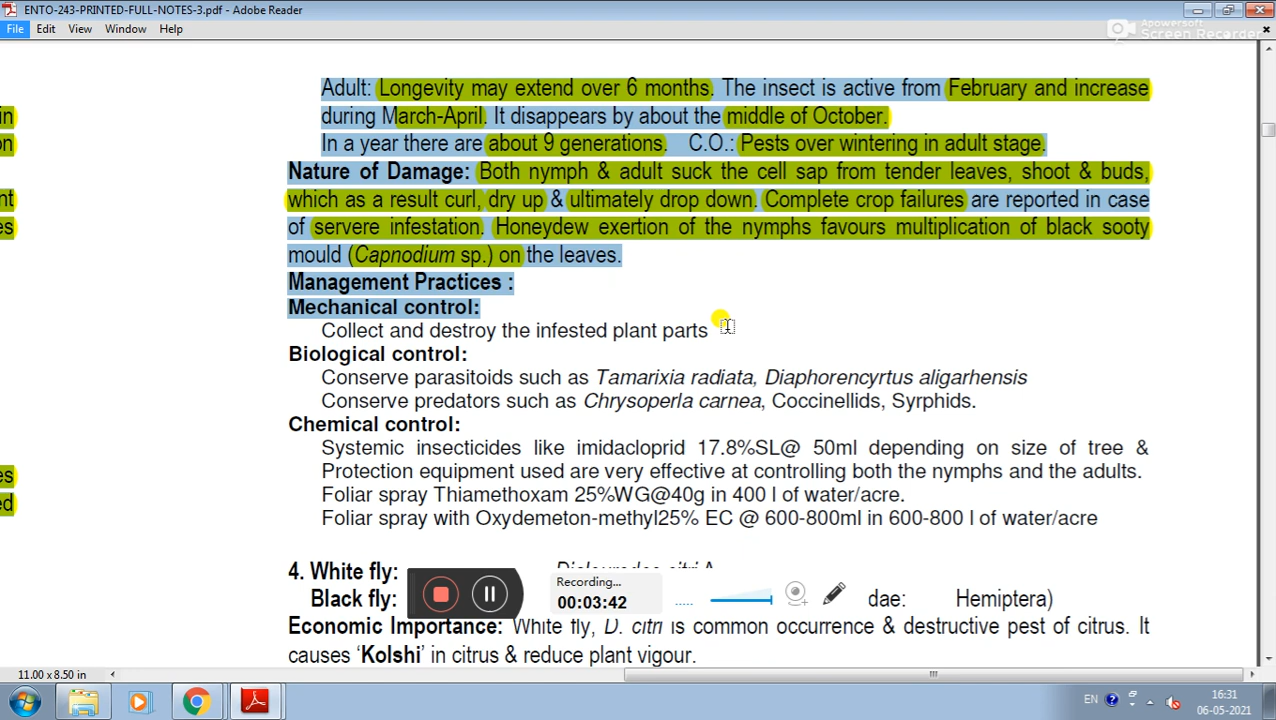 ENTO-243-PRINTED-FULL-NOTES-3.pdf - Adobe Reader
File Edit View Window Help
Apowersoft
Screen Recorder
Adult: Longevity may extend over 6 months. The insect is active from February and increase
during March-April. It disappears by about the middle of October.
In a year there are about 9 generations. C.O.: Pests over wintering in adult stage.
Nature of Damage: Both nymph & adult suck the cell sap from tender leaves, shoot & buds,
which as a result curl, dry up & ultimately drop down. Complete crop failures are reported in case
of servere infestation. Honeydew exertion of the nymphs favours multiplication of black sooty
mould (Capnodium sp.) on the leaves.
Management Practices :
Mechanical control:
Collect and destroy the infested plant parts
Biological control:
Conserve parasitoids such as Tamarixia radiata, Diaphorencyrtus aligarhensis
Conserve predators such as Chrysoperla carnea, Coccinellids, Syrphids.
Chemical control:
Systemic insecticides like imidacloprid 17.8%SL@ 50ml depending on size of tree &
Protection equipment used are very effective at controlling both the nymphs and the adults.
Foliar spray Thiamethoxam 25%WG@40g in 400 l of water/acre.
Foliar spray with Oxydemeton-methyl25% EC @ 600-800ml in 600-800 l of water/acre
4. White fly:
Black fly: dae: Hemiptera)
Recording...
00:03:42
Economic Importance: White fly, D. citri is common occurrence & destructive pest of citrus. It
causes ‘Kolshi’ in citrus & reduce plant vigour.
in
on
nt
es
es
ed
11.00 x 8.50 in
EN
16:31
06-05-2021